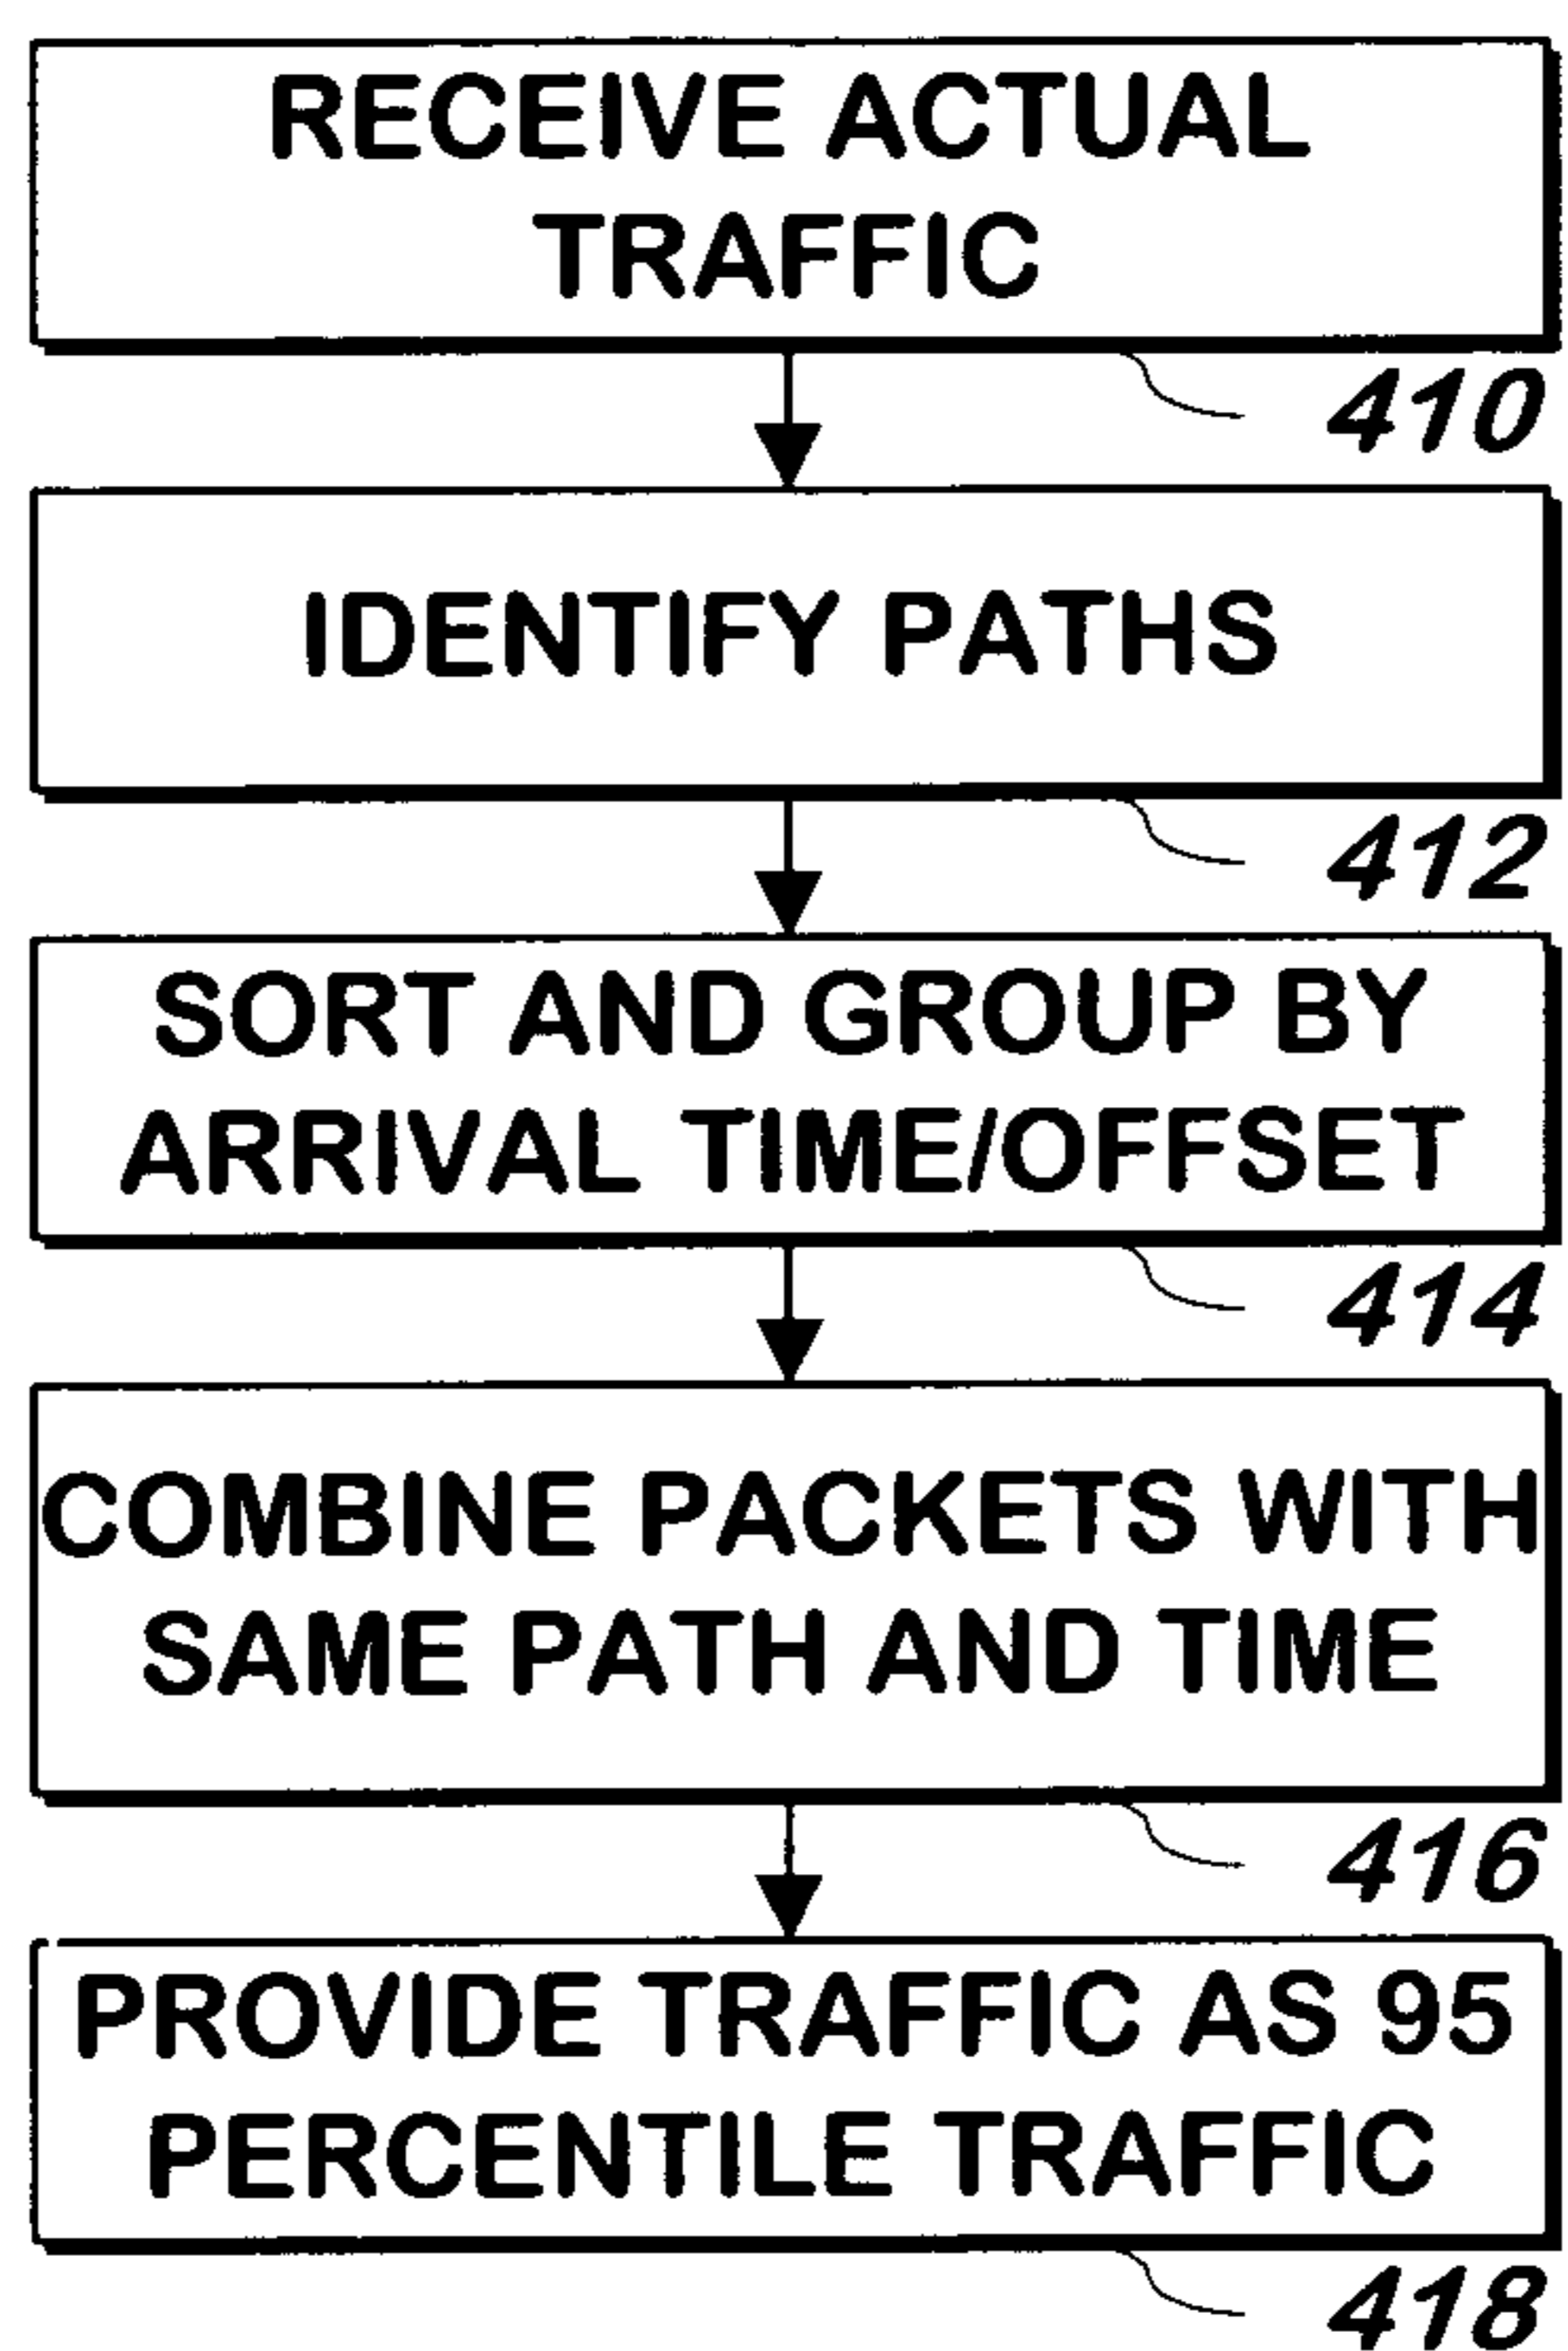 RECEIVE ACTUAL
TRAFFIC
410
IDENTIFY PATHS
412
SORT AND GROUP BY
ARRIVAL TIME/OFFSET
414
COMBINE PACKETS WITH
SAME PATH AND TIME
416
PROVIDE TRAFFIC AS 95
PERCENTILE TRAFFIC
418